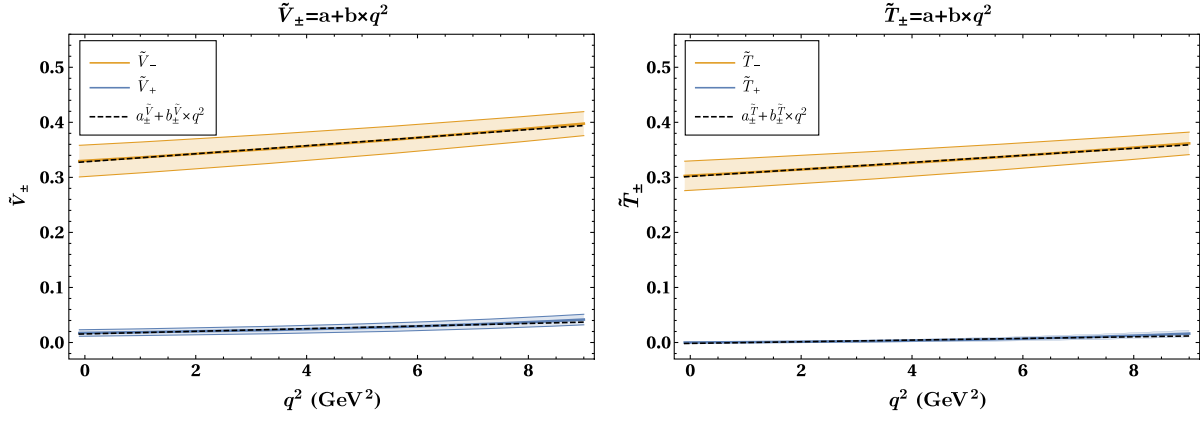 Ṽ±=a+b×q²
Ṽ₋
Ṽ₊
a±^Ṽ+b±^Ṽ×q²
Ṽ±
0.5
0.4
0.3
0.2
0.1
0.0
0 2 4 6 8
q² (GeV²)
T̃±=a+b×q²
T̃₋
T̃₊
a±^T̃+b±^T̃×q²
T̃±
0.5
0.4
0.3
0.2
0.1
0.0
0 2 4 6 8
q² (GeV²)